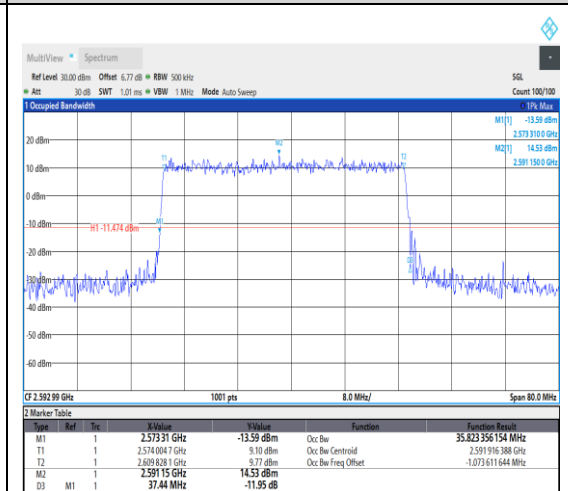 MultiView Spectrum
Ref Level 30.00 dBm Offset 6.77 dB RBW 500 kHz SGL
Att 30 dB SWT 1.01 ms VBW 1 MHz Mode Auto Sweep Count 100/100
1 Occupied Bandwidth 1Pk Max
M1[1] -13.59 dBm
2.573 310 0 GHz
M2[1] 14.53 dBm
2.591 150 0 GHz
20 dBm
M2
T1
T2
10 dBm
0 dBm
M1
-10 dBm
H1 -11.474 dBm
-20 dBm
D3
-30 dBm
-40 dBm
-50 dBm
-60 dBm
CF 2.592 99 GHz 1001 pts 8.0 MHz/ Span 80.0 MHz
2 Marker Table
Type Ref Trc X-Value Y-Value Function Function Result
M1 1 2.573 31 GHz -13.59 dBm Occ Bw 35.823 356 154 MHz
T1 1 2.574 004 7 GHz 9.10 dBm Occ Bw Centroid 2.591 916 388 GHz
T2 1 2.609 828 1 GHz 9.77 dBm Occ Bw Freq Offset -1.073 611 644 MHz
M2 1 2.591 15 GHz 14.53 dBm
D3 M1 1 37.44 MHz -11.95 dB